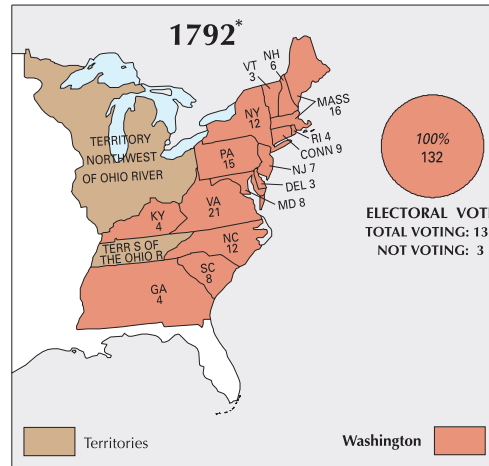 1792*
NH
6
VT
3
MASS
16
NY
12
RI 4
CONN 9
TERRITORY
NORTHWEST
OF OHIO RIVER
PA
15
NJ 7
DEL 3
MD 8
100%
132
ELECTORAL VOT
TOTAL VOTING: 13
NOT VOTING: 3
VA
21
KY
4
TERR S OF
THE OHIO R
NC
12
SC
8
GA
4
Territories
Washington